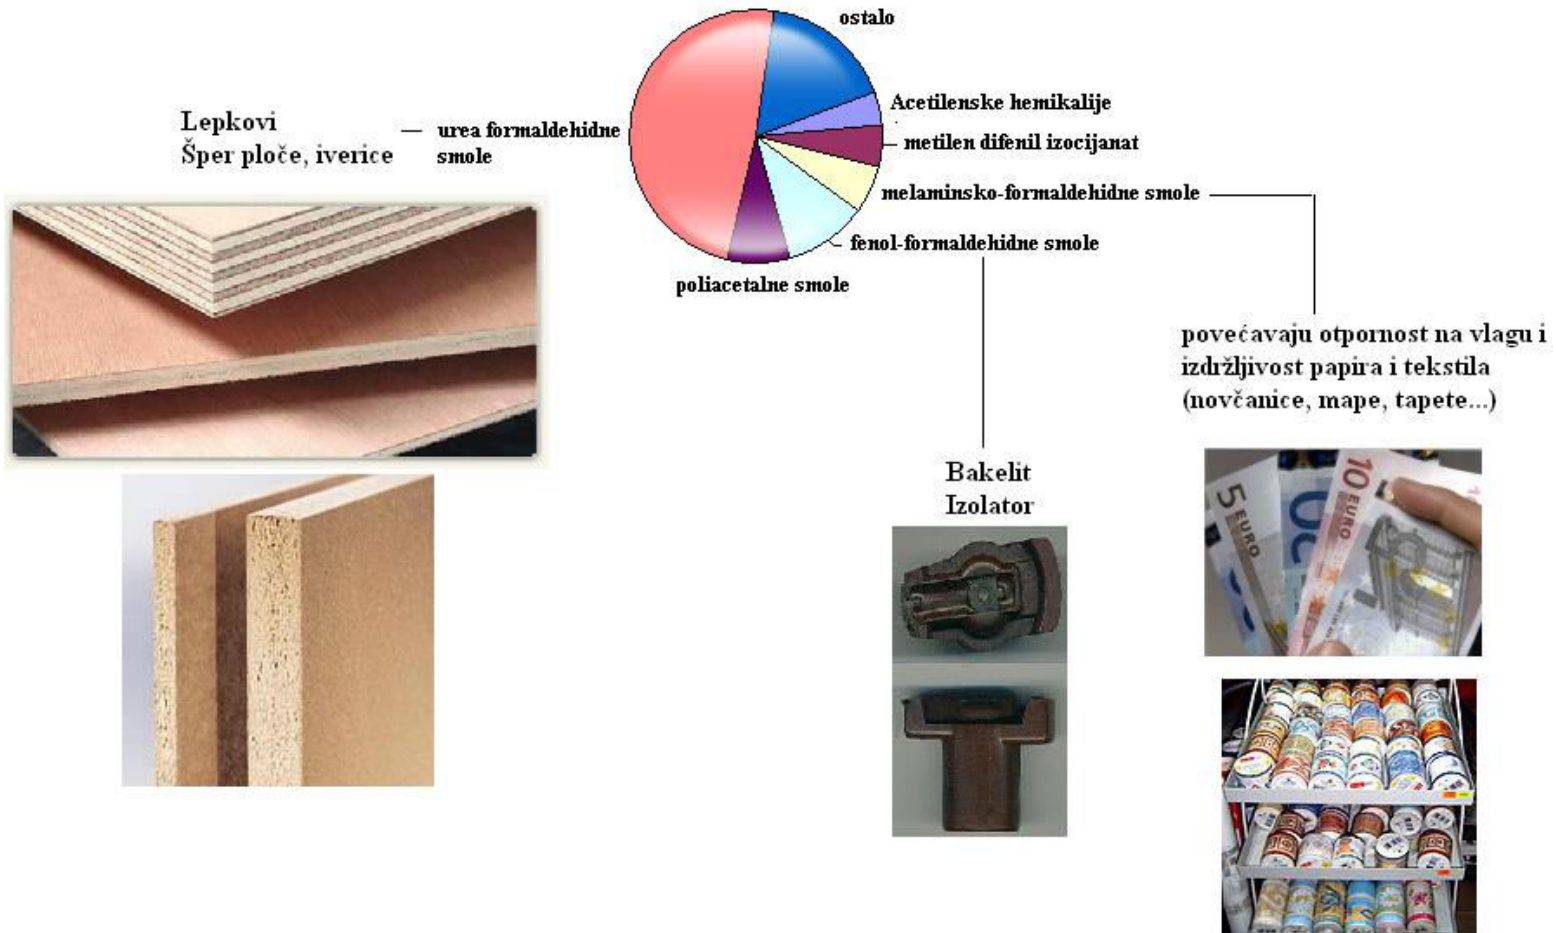 ostalo
Acetilenske hemikalije
metilen difenil izocijanat
melaminsko-formaldehidne smole
fenol-formaldehidne smole
poliacetalne smole
urea formaldehidne
smole
Lepkovi
Šper ploče, iverice
povećavaju otpornost na vlagu i
izdržljivost papira i tekstila
(novčanice, mape, tapete...)
Bakelit
Izolator
5 EURO
10 EURO